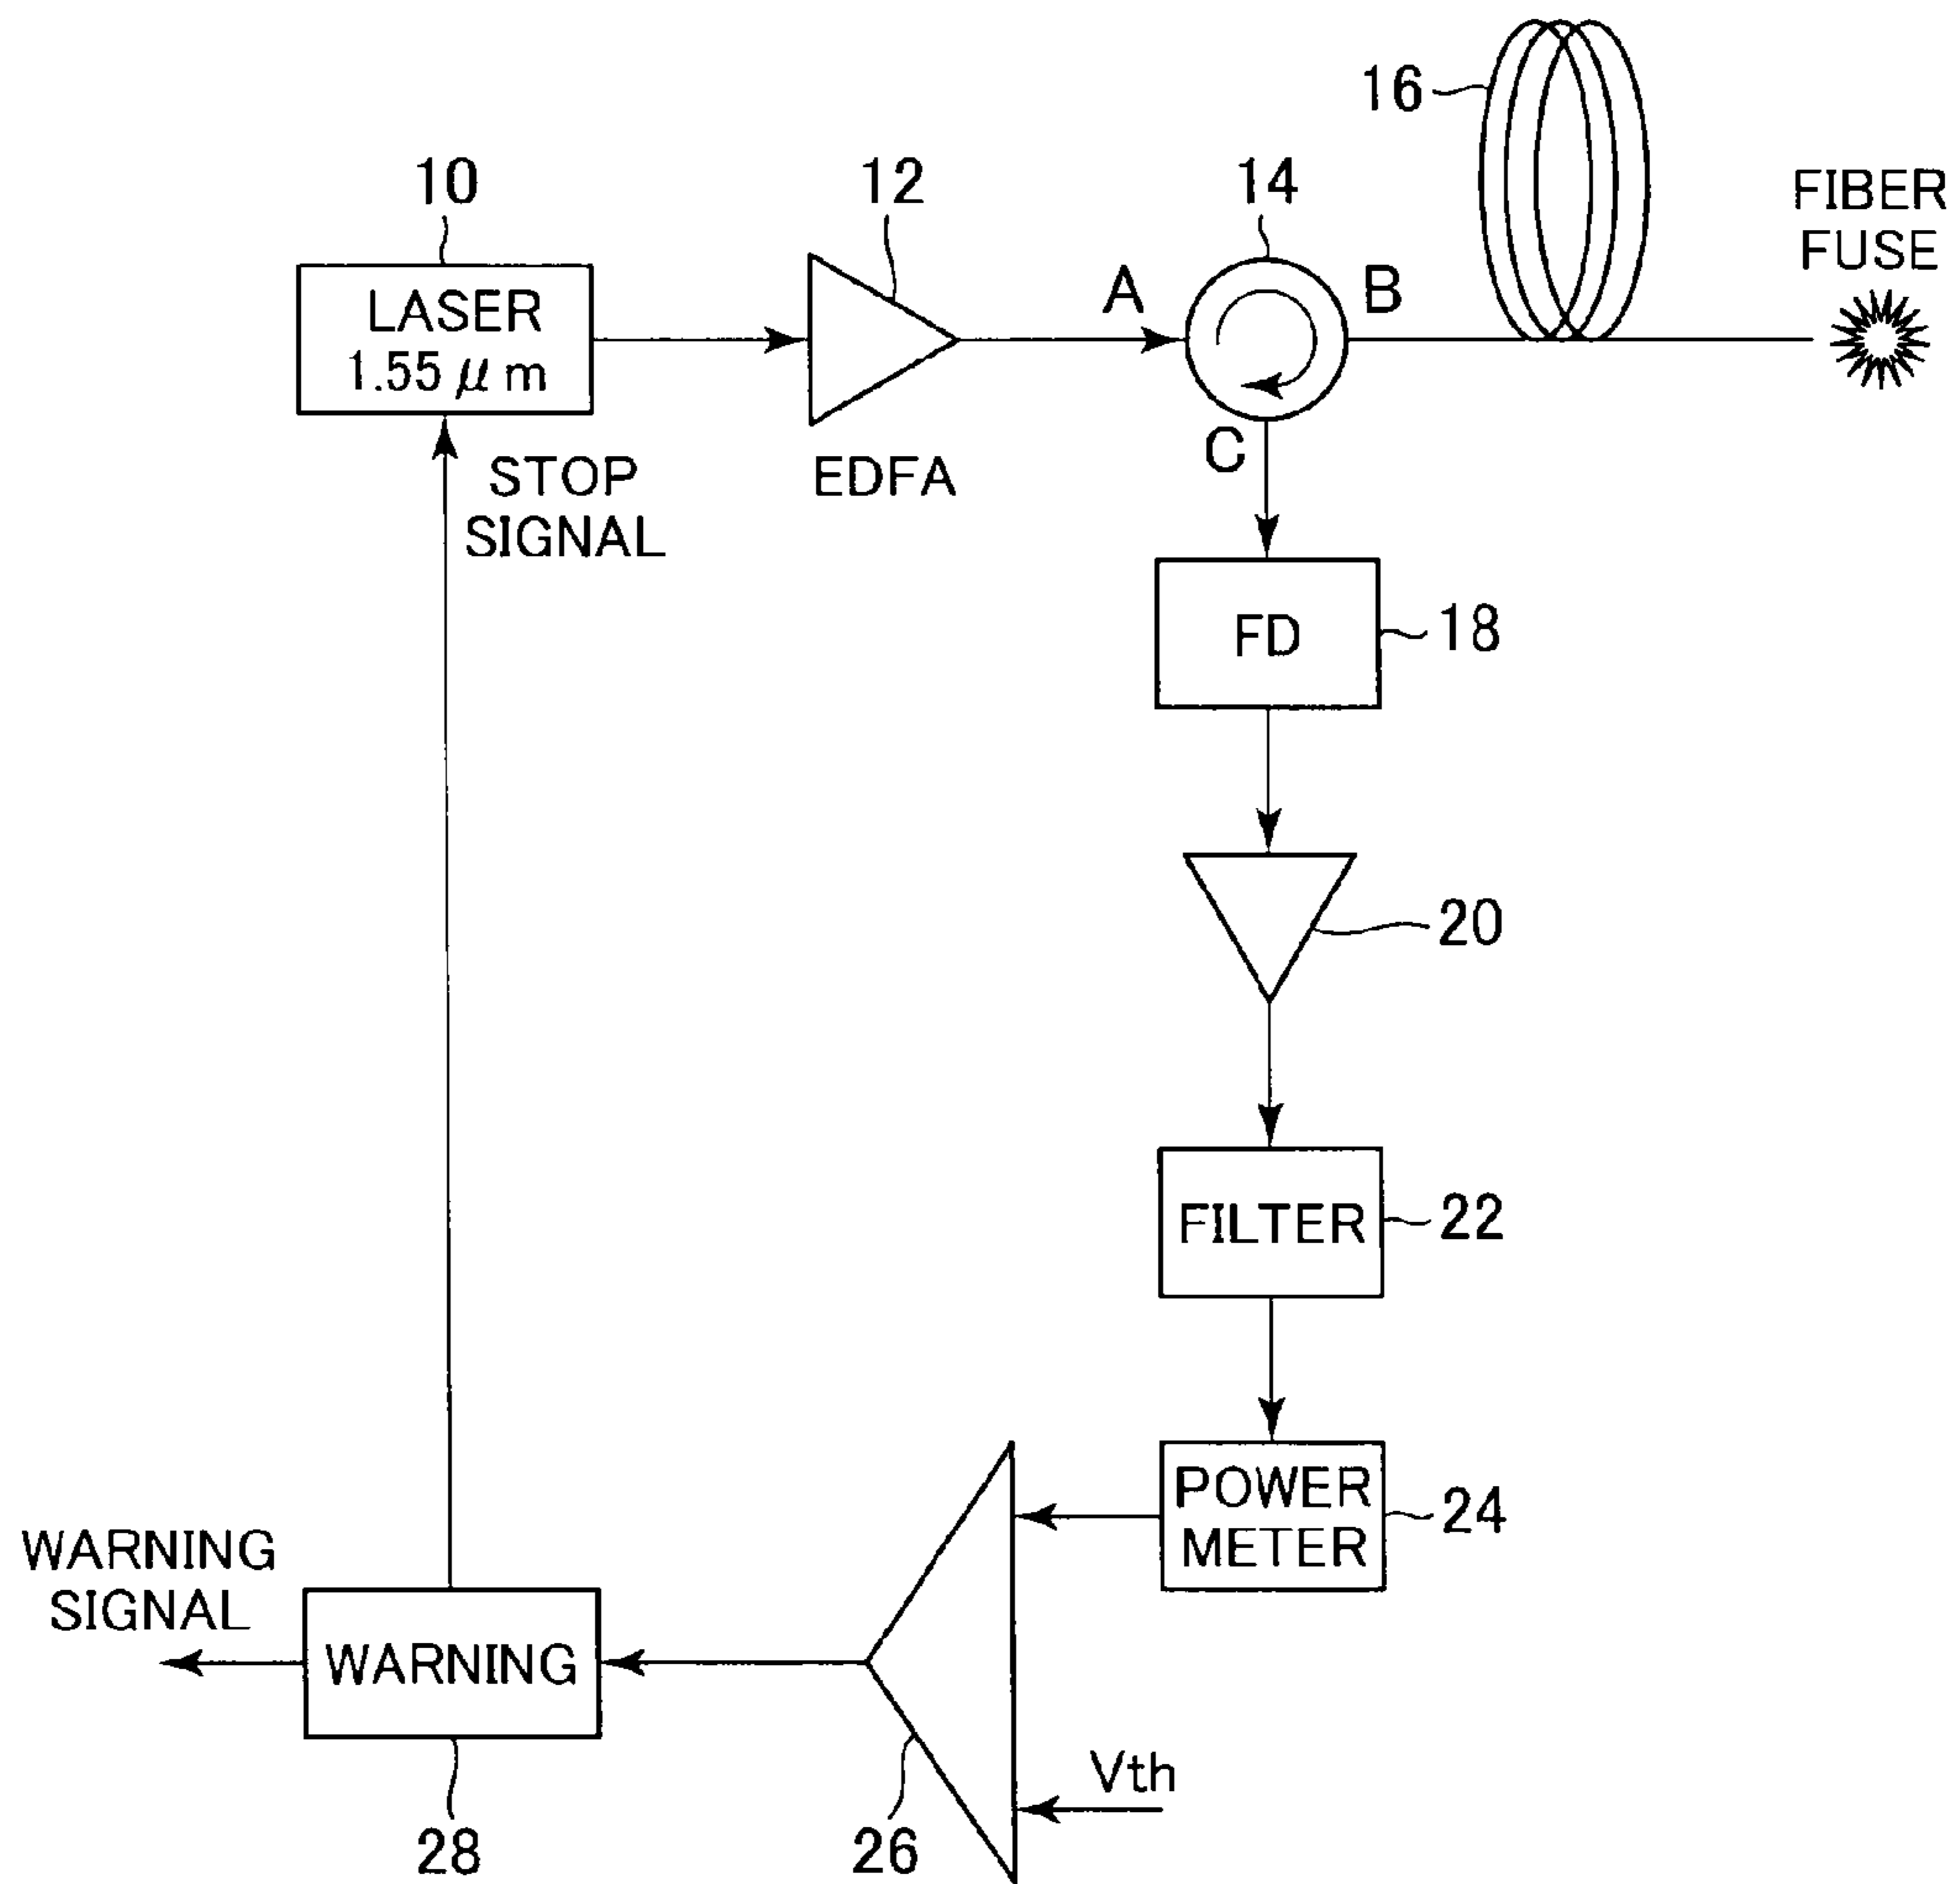 16
10
12
14
FIBER
FUSE
LASER
1.55 μm
A
B
C
STOP
SIGNAL
EDFA
FD
18
20
FILTER
22
POWER
METER
24
WARNING
SIGNAL
WARNING
Vth
26
28